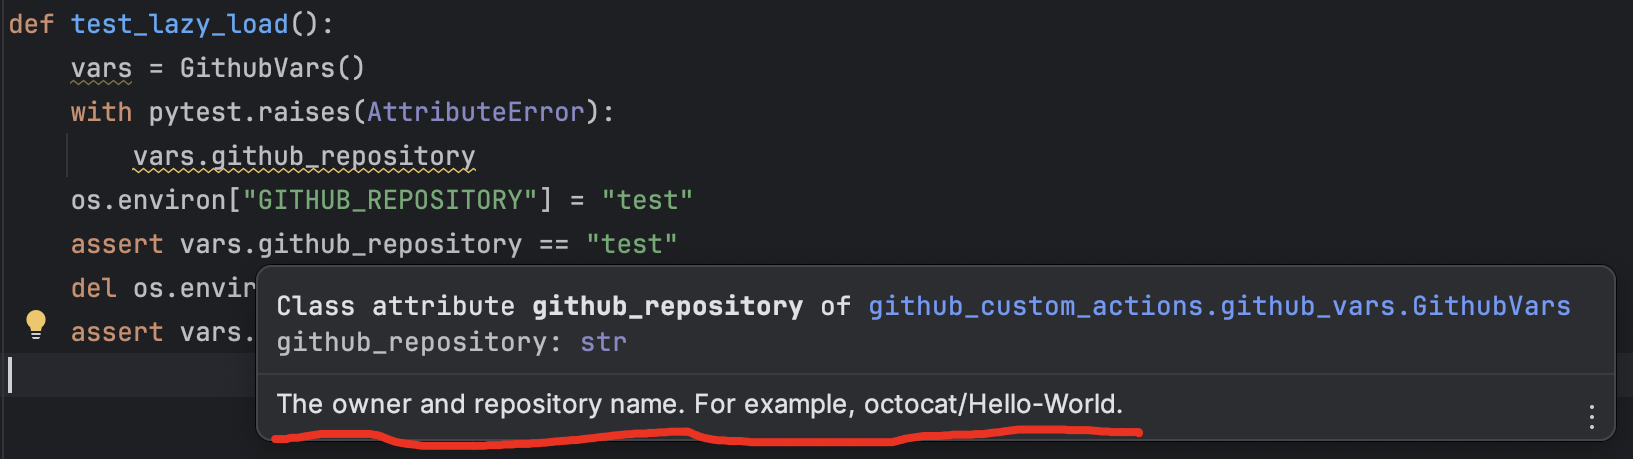 def test_lazy_load():
vars = GithubVars()
with pytest.raises(AttributeError):
vars.github_repository
os.environ["GITHUB_REPOSITORY"] = "test"
assert vars.github_repository == "test"
del os.envir
assert vars.
Class attribute github_repository of github_custom_actions.github_vars.GithubVars
github_repository: str
The owner and repository name. For example, octocat/Hello-World.